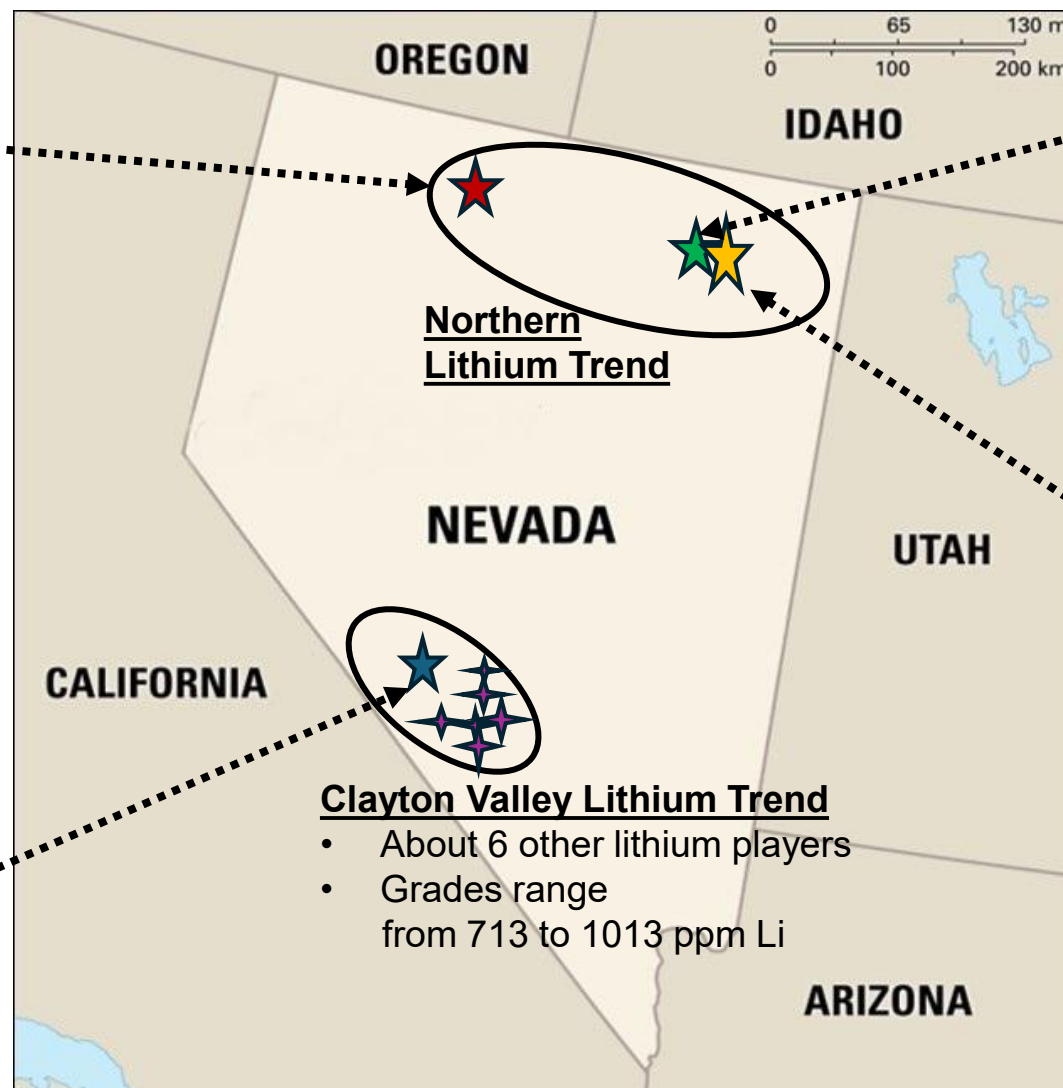 0 65 130 m
0 100 200 km
OREGON
IDAHO
Northern
Lithium Trend
NEVADA
UTAH
CALIFORNIA
Clayton Valley Lithium Trend
• About 6 other lithium players
• Grades range
from 713 to 1013 ppm Li
ARIZONA